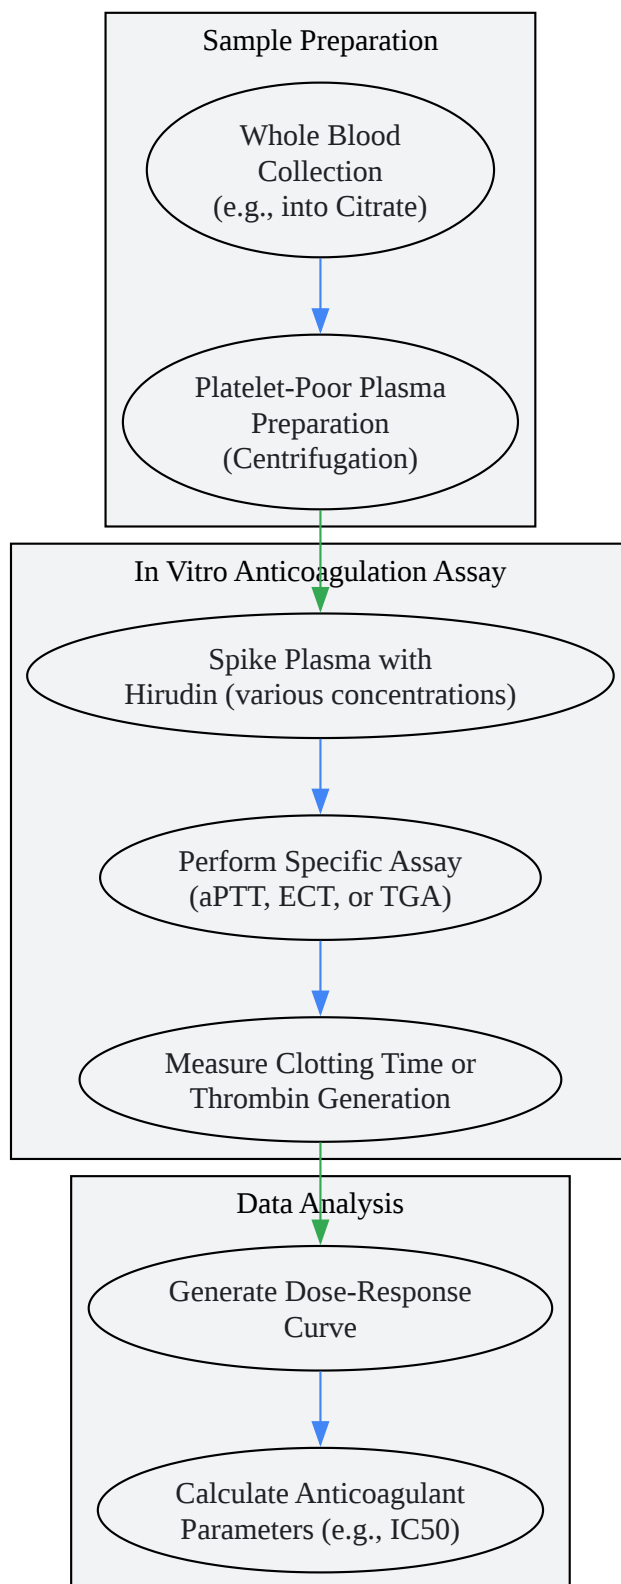 Sample Preparation
Whole Blood
Collection
(e.g., into Citrate)
Platelet-Poor Plasma
Preparation
(Centrifugation)
In Vitro Anticoagulation Assay
Spike Plasma with
Hirudin (various concentrations)
Perform Specific Assay
(aPTT, ECT, or TGA)
Measure Clotting Time or
Thrombin Generation
Data Analysis
Generate Dose-Response
Curve
Calculate Anticoagulant
Parameters (e.g., IC50)